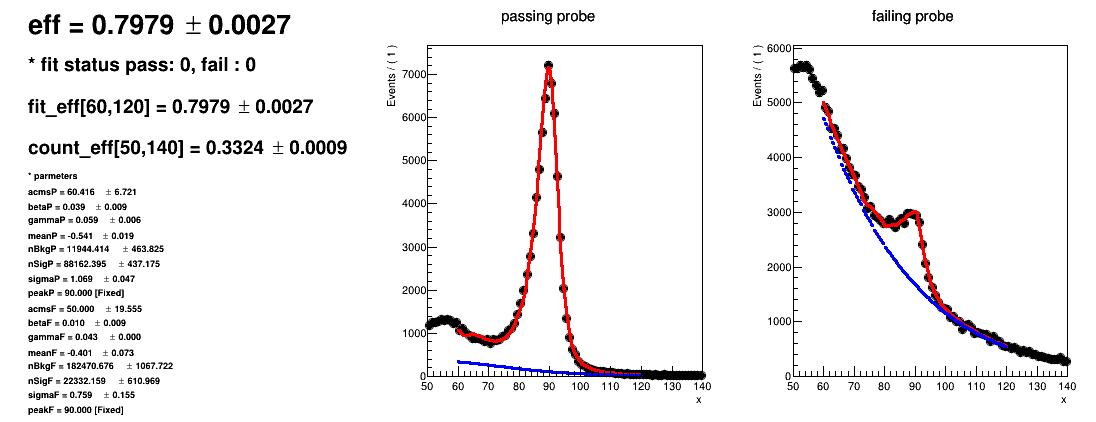 eff = 0.7979 ± 0.0027
* fit status pass: 0, fail : 0
fit_eff[60,120] = 0.7979 ± 0.0027
count_eff[50,140] = 0.3324 ± 0.0009
* parmeters
acmsP = 60.416 ± 6.721
betaP = 0.039 ± 0.009
gammaP = 0.059 ± 0.006
meanP = -0.541 ± 0.019
nBkgP = 11944.414 ± 463.825
nSigP = 88162.395 ± 437.175
sigmaP = 1.069 ± 0.047
peakP = 90.000 [Fixed]
acmsF = 50.000 ± 19.555
betaF = 0.010 ± 0.009
gammaF = 0.043 ± 0.000
meanF = -0.401 ± 0.073
nBkgF = 182470.676 ± 1067.722
nSigF = 22332.159 ± 610.969
sigmaF = 0.759 ± 0.155
peakF = 90.000 [Fixed]
passing probe
Events / ( 1 )
7000
6000
5000
4000
3000
2000
1000
0
50 60 70 80 90 100 110 120 130 140
x
failing probe
Events / ( 1 )
6000
5000
4000
3000
2000
1000
0
50 60 70 80 90 100 110 120 130 140
x